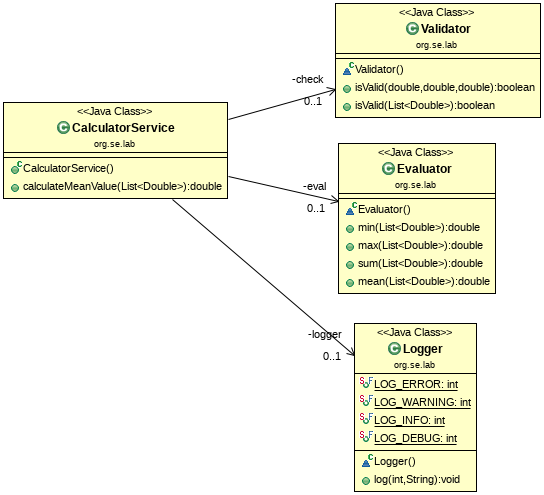 <<Java Class>>
CalculatorService
org.se.lab
CalculatorService()
calculateMeanValue(List<Double>):double
-check
0..1
<<Java Class>>
Validator
org.se.lab
Validator()
isValid(double,double,double):boolean
isValid(List<Double>):boolean
-eval
0..1
<<Java Class>>
Evaluator
org.se.lab
Evaluator()
min(List<Double>):double
max(List<Double>):double
sum(List<Double>):double
mean(List<Double>):double
-logger
0..1
<<Java Class>>
Logger
org.se.lab
LOG_ERROR: int
LOG_WARNING: int
LOG_INFO: int
LOG_DEBUG: int
Logger()
log(int,String):void